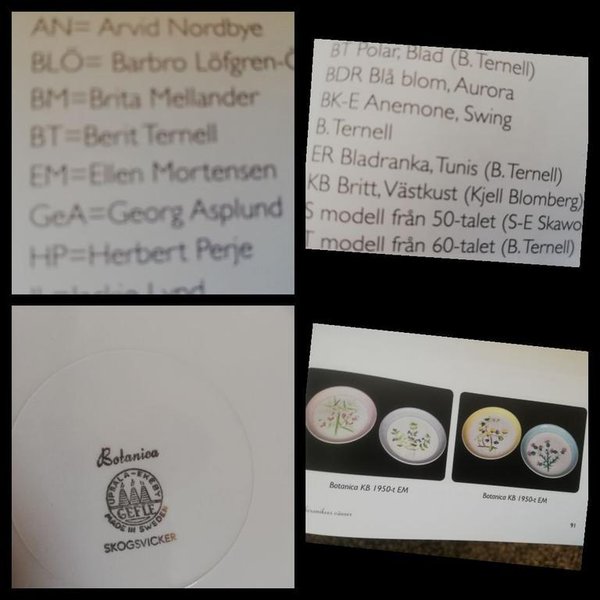 AN= Arvid Nordbye
BLÖ= Barbro Löfgren-Ö
BM=Brita Mellander
BT=Berit Ternell
EM=Ellen Mortensen
GeA=Georg Asplund
HP=Herbert Perje
BT Polar, Blad (B. Ternell)
BDR Blå blom, Aurora
BK-E Anemone, Swing
B. Ternell
ER Bladranka, Tunis (B. Ternell)
KB Britt, Västkust (Kjell Blomberg)
S modell från 50-talet (S-E Skawo
T modell från 60-talet (B. Ternell)
Botanica
UPSALA-EKEBY
GEFLE
MADE IN SWEDEN
SKOGSVICKER
Botanica KB 1950-t EM
Botanica KB 1950-t EM
vänner
91